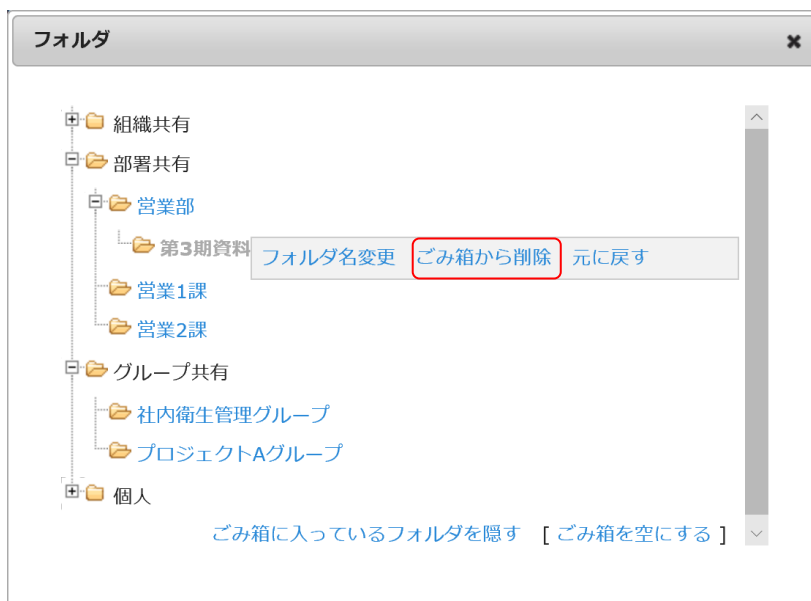 フォルダ
組織共有
部署共有
営業部
第3期資料 フォルダ名変更 ごみ箱から削除 元に戻す
営業1課
営業2課
グループ共有
社内衛生管理グループ
プロジェクトAグループ
個人
ごみ箱に入っているフォルダを隠す [ ごみ箱を空にする ]